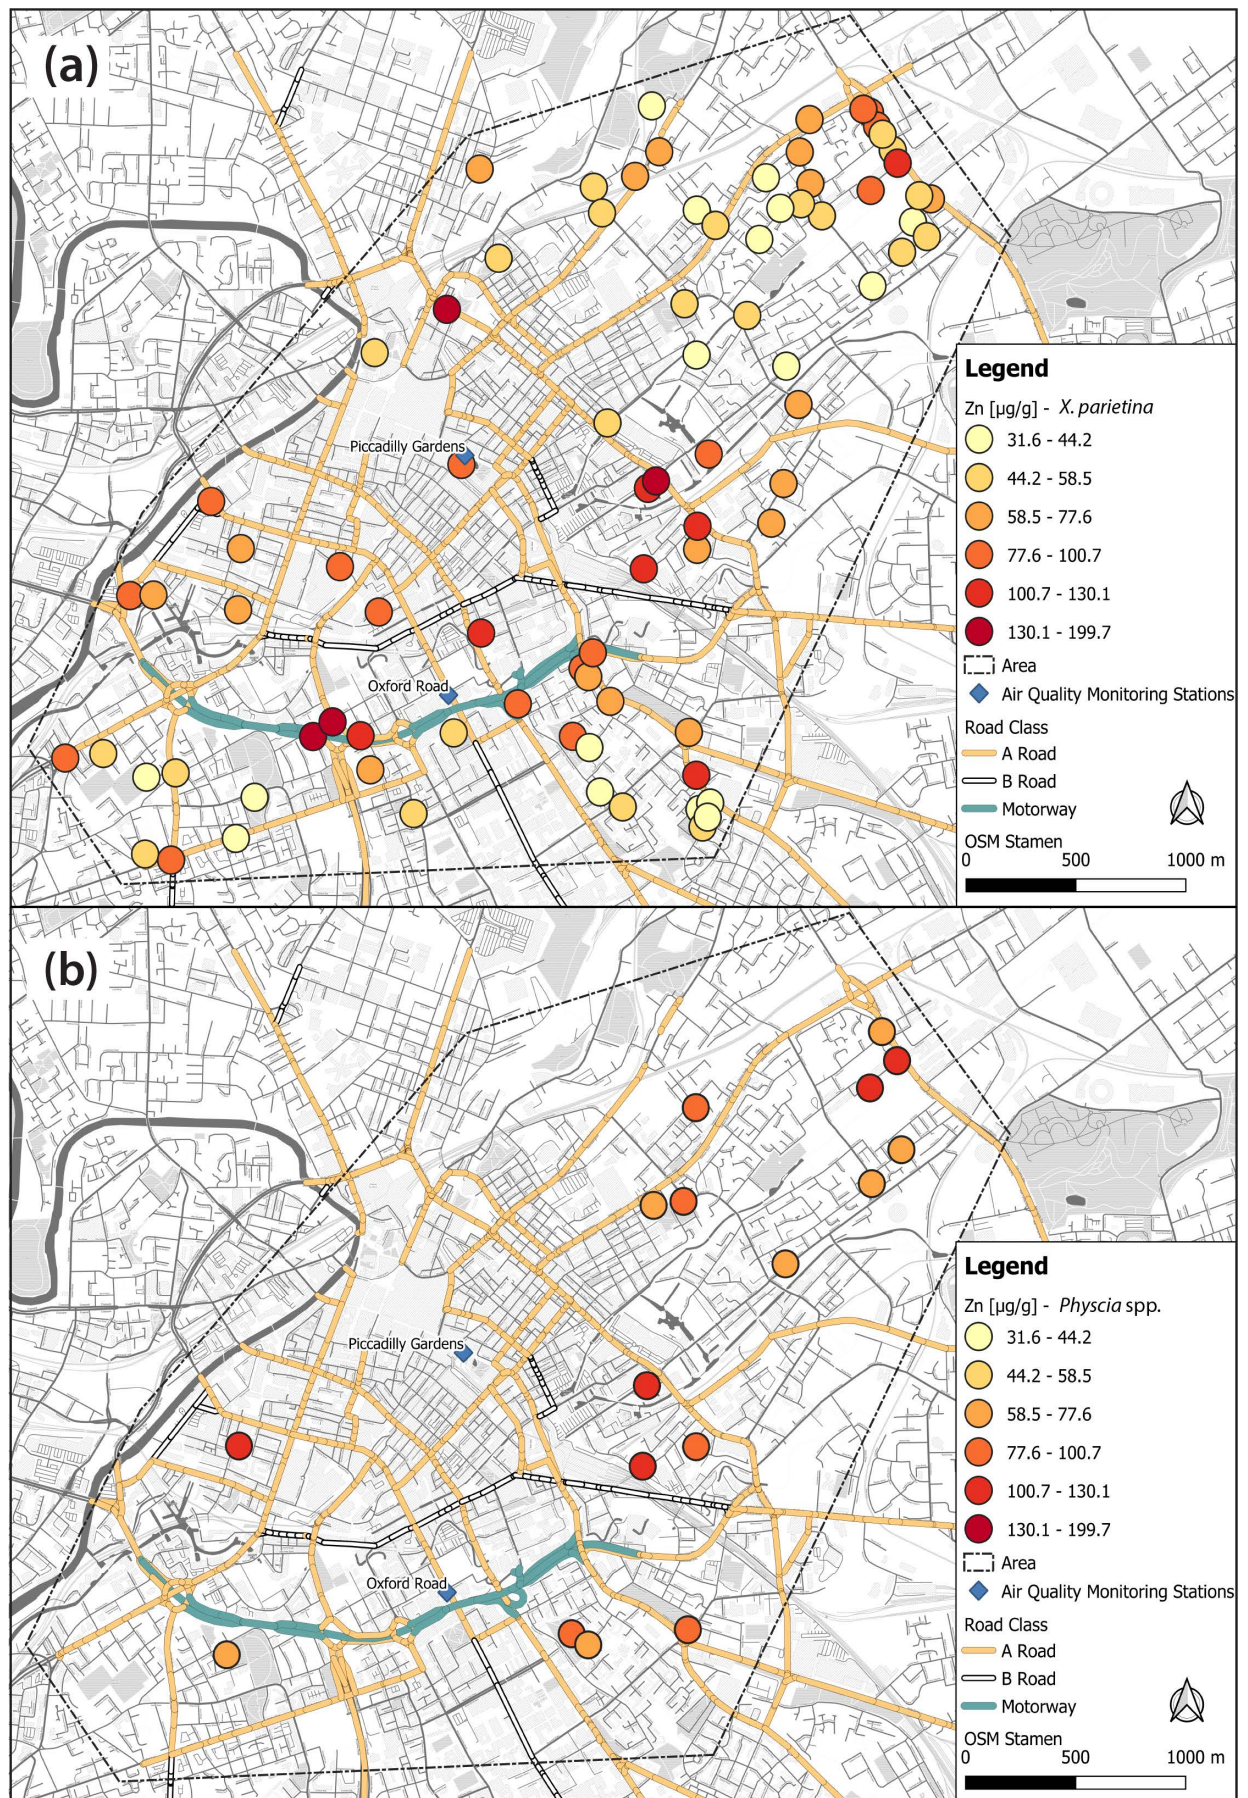 (a)
Piccadilly Gardens
Oxford Road
Legend
Zn [µg/g] - X. parietina
31.6 - 44.2
44.2 - 58.5
58.5 - 77.6
77.6 - 100.7
100.7 - 130.1
130.1 - 199.7
Area
Air Quality Monitoring Stations
Road Class
A Road
B Road
Motorway
OSM Stamen
0 500 1000 m
(b)
Piccadilly Gardens
Oxford Road
Legend
Zn [µg/g] - Physcia spp.
31.6 - 44.2
44.2 - 58.5
58.5 - 77.6
77.6 - 100.7
100.7 - 130.1
130.1 - 199.7
Area
Air Quality Monitoring Stations
Road Class
A Road
B Road
Motorway
OSM Stamen
0 500 1000 m